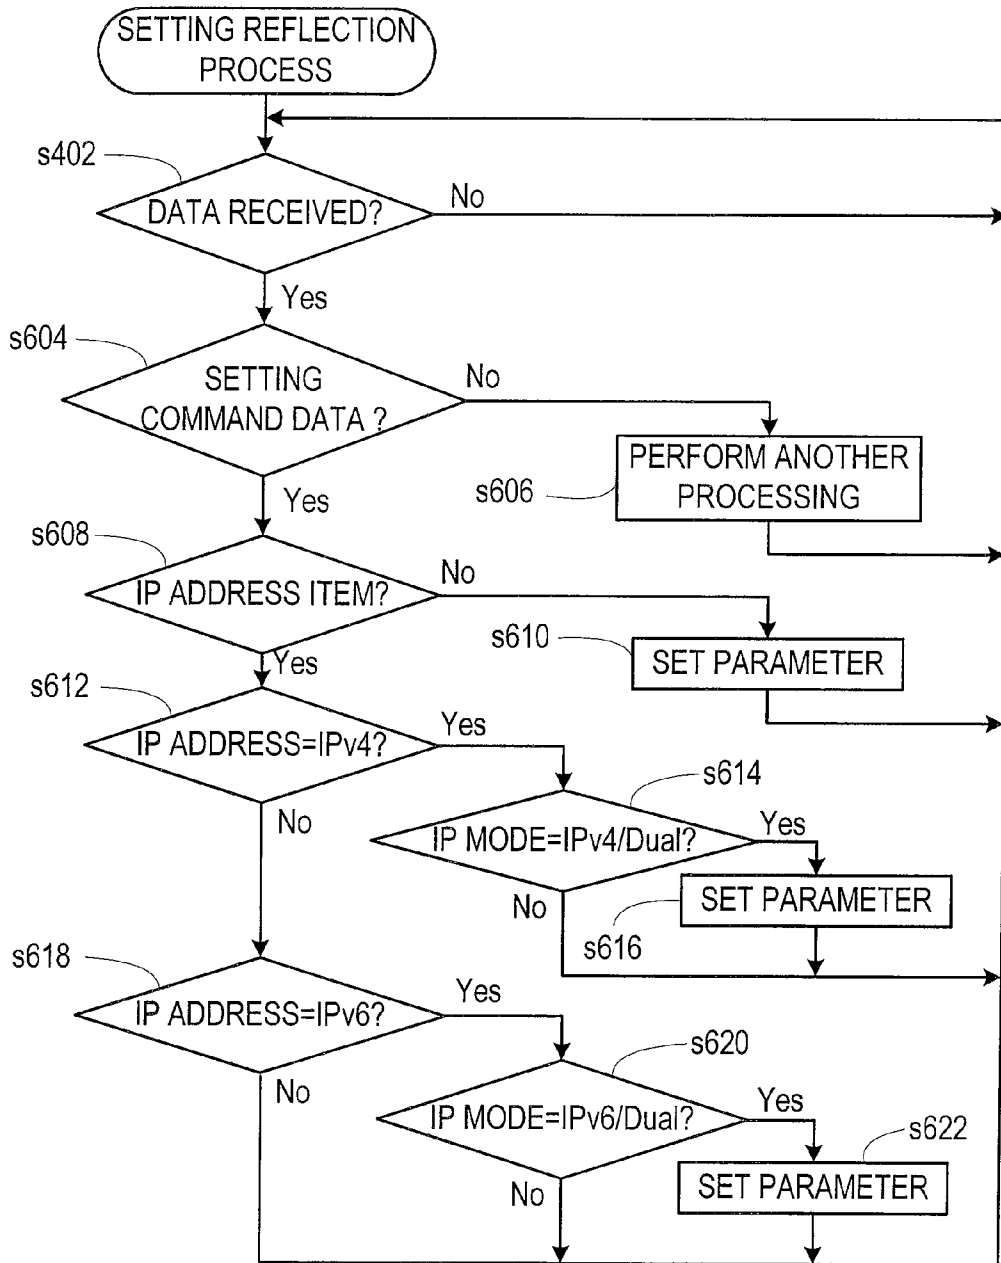 SETTING REFLECTION
PROCESS
s402
DATA RECEIVED?
No
Yes
s604
SETTING
COMMAND DATA ?
No
Yes
PERFORM ANOTHER
PROCESSING
s606
s608
IP ADDRESS ITEM?
No
Yes
s610
SET PARAMETER
s612
IP ADDRESS=IPv4?
Yes
No
s614
IP MODE=IPv4/Dual?
Yes
No
SET PARAMETER
s616
s618
IP ADDRESS=IPv6?
Yes
No
s620
IP MODE=IPv6/Dual?
Yes
No
s622
SET PARAMETER